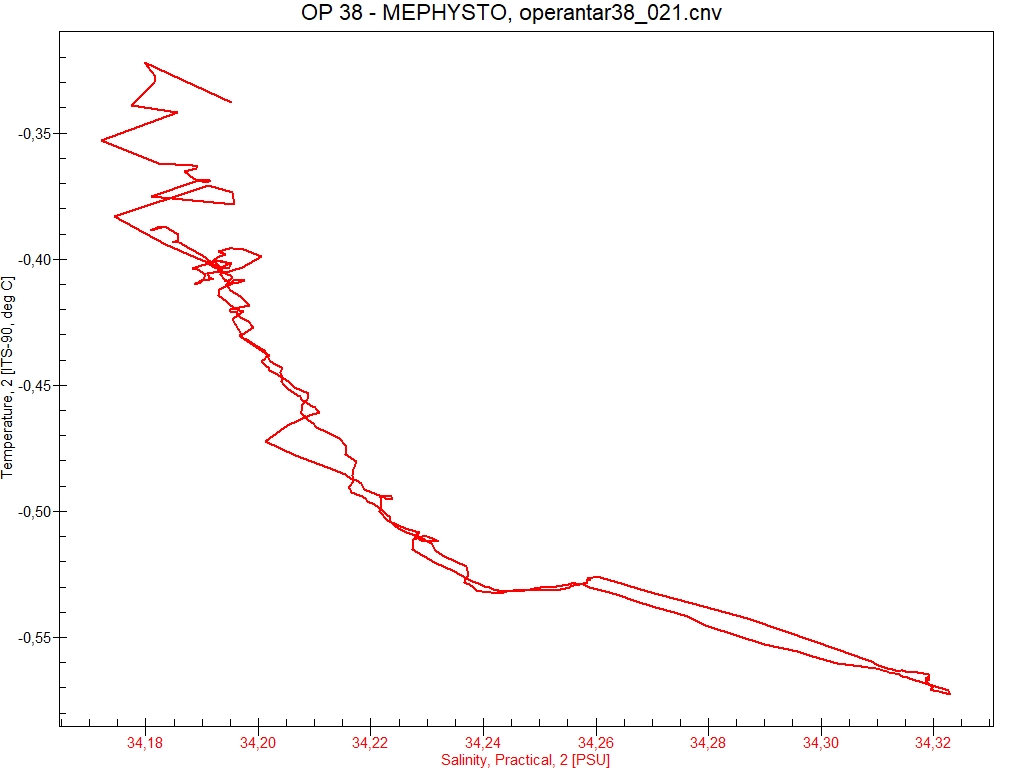 OP 38 - MEPHYSTO, operantar38_021.cnv
Temperature, 2 [ITS-90, deg C]
-0,35
-0,40
-0,45
-0,50
-0,55
34,18 34,20 34,22 34,24 34,26 34,28 34,30 34,32
Salinity, Practical, 2 [PSU]